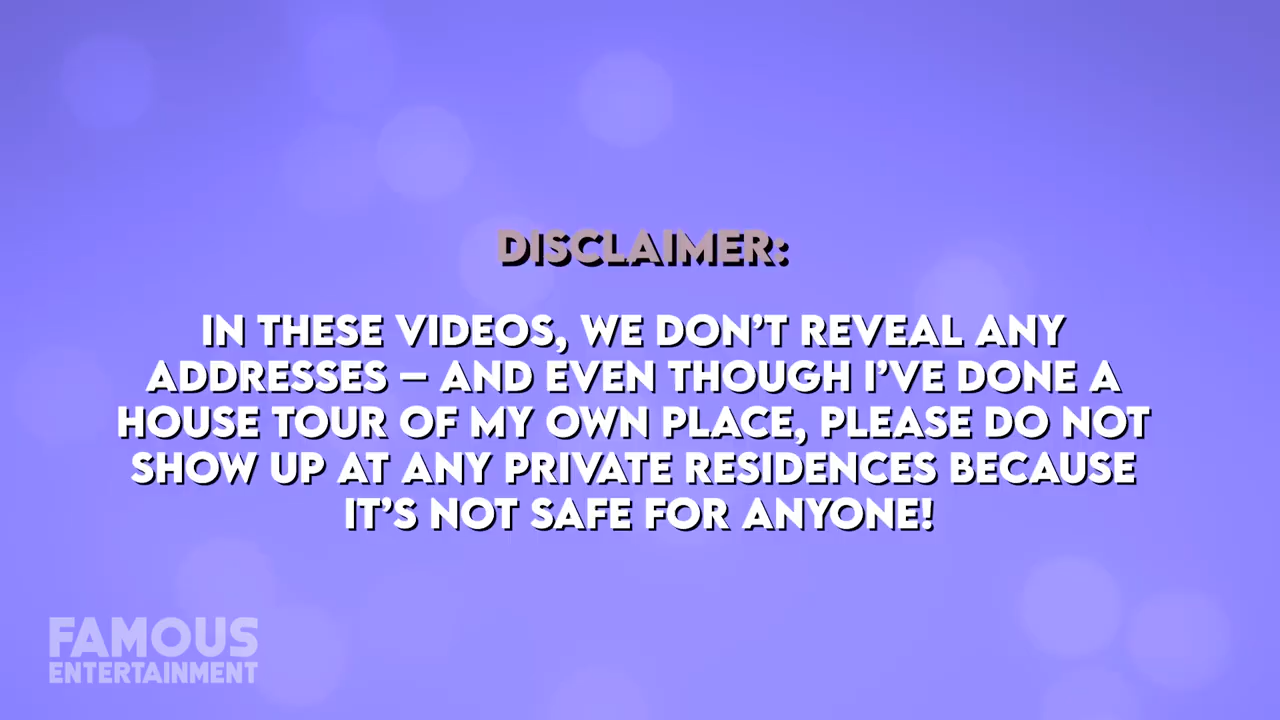 DISCLAIMER:
IN THESE VIDEOS, WE DON'T REVEAL ANY
ADDRESSES – AND EVEN THOUGH I'VE DONE A
HOUSE TOUR OF MY OWN PLACE, PLEASE DO NOT
SHOW UP AT ANY PRIVATE RESIDENCES BECAUSE
IT'S NOT SAFE FOR ANYONE!
FAMOUS
ENTERTAINMENT